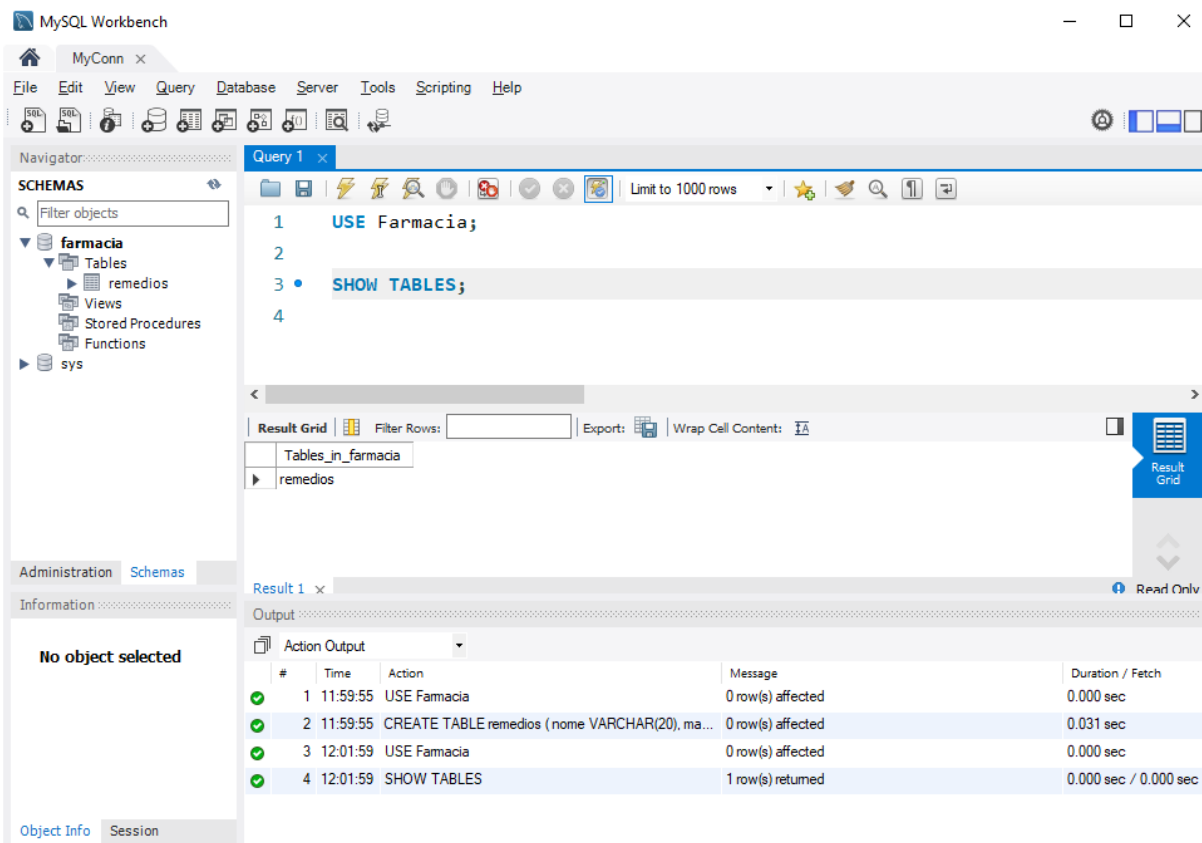 MySQL Workbench
MyConn
File Edit View Query Database Server Tools Scripting Help
Navigator
SCHEMAS
Filter objects
farmacia
Tables
remedios
Views
Stored Procedures
Functions
sys
Administration Schemas
Information
No object selected
Object Info Session
Query 1
Limit to 1000 rows
1 USE Farmacia;
2
3 SHOW TABLES;
4
Result Grid Filter Rows: Export: Wrap Cell Content: IA
Tables_in_farmacia
remedios
Result
Grid
Result 1 Read Only
Output
Action Output
# Time Action Message Duration / Fetch
1 11:59:55 USE Farmacia 0 row(s) affected 0.000 sec
2 11:59:55 CREATE TABLE remedios ( nome VARCHAR(20), ma... 0 row(s) affected 0.031 sec
3 12:01:59 USE Farmacia 0 row(s) affected 0.000 sec
4 12:01:59 SHOW TABLES 1 row(s) returned 0.000 sec / 0.000 sec